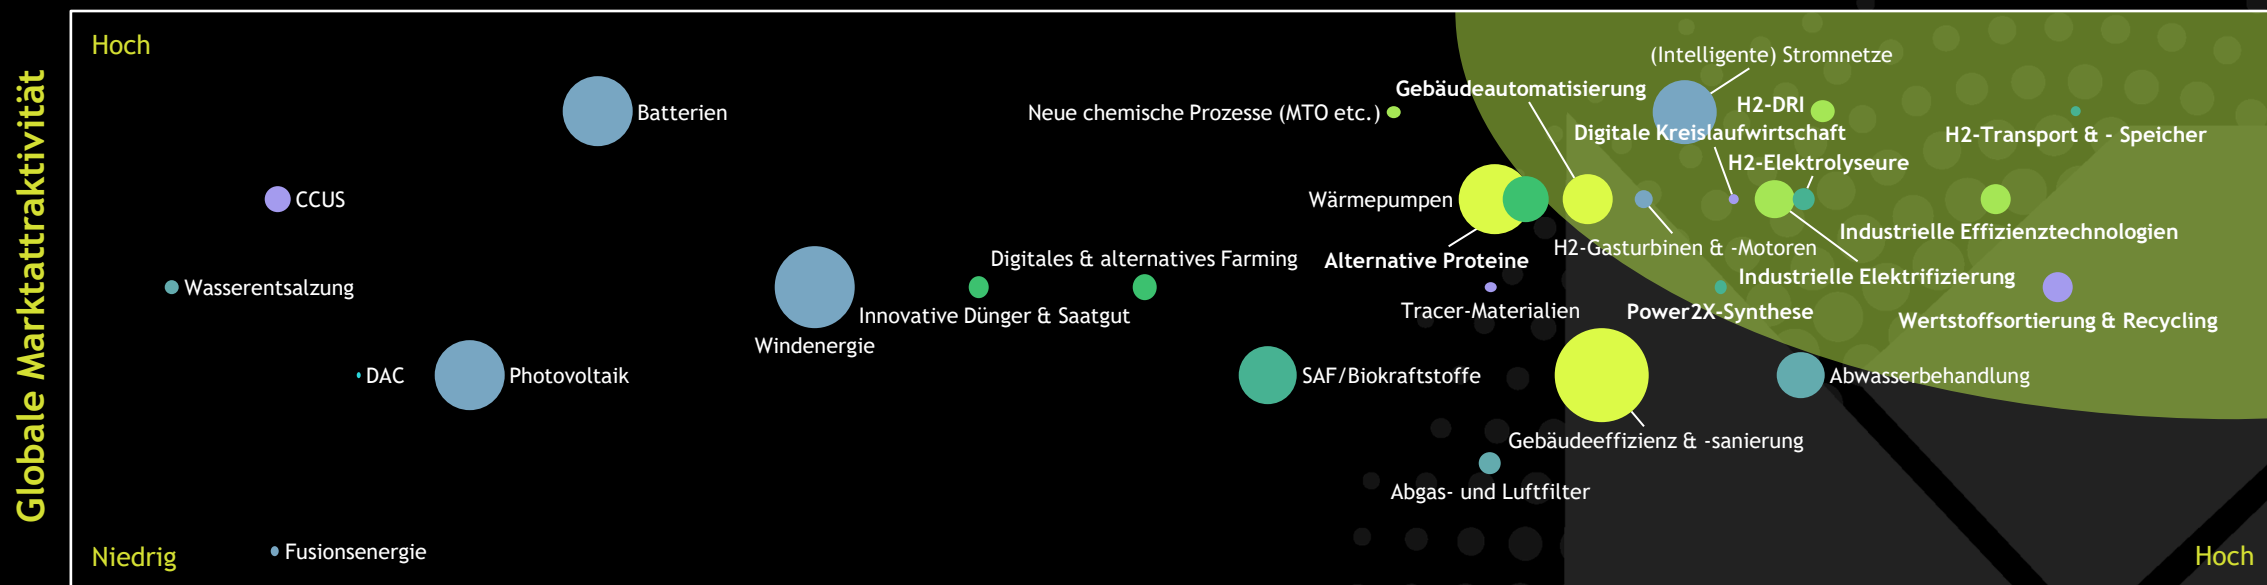 Globale Marktattraktivität
Hoch
(Intelligente) Stromnetze
Gebäudeautomatisierung
Batterien
Neue chemische Prozesse (MTO etc.)
H2-DRI
Digitale Kreislaufwirtschaft
H2-Transport & - Speicher
H2-Elektrolyseure
CCUS
Wärmepumpen
Industrielle Effizienztechnologien
H2-Gasturbinen & -Motoren
Digitales & alternatives Farming
Alternative Proteine
Industrielle Elektrifizierung
Wasserentsalzung
Innovative Dünger & Saatgut
Tracer-Materialien
Power2X-Synthese
Wertstoffsortierung & Recycling
Windenergie
DAC
Photovoltaik
SAF/Biokraftstoffe
Abwasserbehandlung
Gebäudeeffizienz & -sanierung
Abgas- und Luftfilter
Fusionsenergie
Niedrig
Hoch